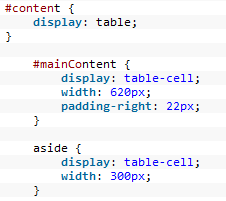 #content {
    display: table;
}

    #mainContent {
        display: table-cell;
        width: 620px;
        padding-right: 22px;
    }

    aside {
        display: table-cell;
        width: 300px;
    }